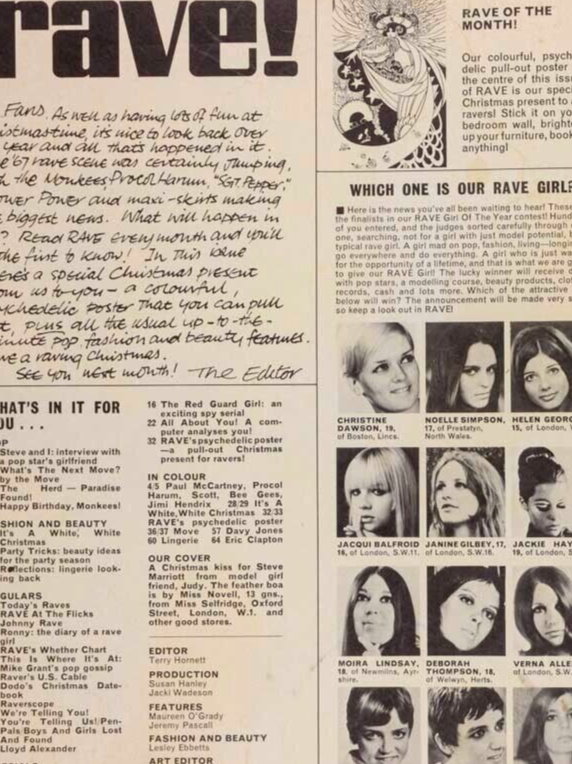 rave!
Fans. As well as having lots of fun at
istmas-time, its nice to look back over
year and all thats happened in it.
e '67 rave scene was certainly jumping,
h the Monkees, Procol Harum, "Sgt. Pepper,"
ower Power and maxi-skirts making
e biggest news. What will happen in
? Read RAVE every month and you'll
the first to know! In this issue
ere's a special Christmas present
om us to you - a colourful,
ychedelic poster that you can pull
t, plus all the usual up-to-the-
inute pop, fashion and beauty features.
ve a raving Christmas.
See you next month! The Editor
HAT'S IN IT FOR
OU . . .
OP
Steve and I: interview with
a pop star's girlfriend
What's The Next Move?
by the Move
The Herd — Paradise
Found!
Happy Birthday, Monkees!
SHION AND BEAUTY
It's A White, White
Christmas
Party Tricks: beauty ideas
for the party season
Reflections: lingerie look-
ing back
GULARS
Today's Raves
RAVE At The Flicks
Johnny Rave
Ronny: the diary of a rave
girl
RAVE's Whether Chart
This Is Where It's At:
Mike Grant's pop gossip
Raver's U.S. Cable
Dodo's Christmas Date-
book
Raverscope
We're Telling You!
You're Telling Us! Pen-
Pals Boys And Girls Lost
And Found
Lloyd Alexander
16 The Red Guard Girl: an
exciting spy serial
22 All About You! A com-
puter analyses you!
32 RAVE's psychedelic poster
—a pull-out Christmas
present for ravers!
IN COLOUR
4/5 Paul McCartney, Procol
Harum, Scott, Bee Gees,
Jimi Hendrix 28/29 It's A
White, White Christmas 32/33
RAVE's psychedelic poster
36/37 Move 57 Davy Jones
60 Lingerie 64 Eric Clapton
OUR COVER
A Christmas kiss for Steve
Marriott from model girl
friend, Judy. The feather boa
is by Miss Novell, 13 gns.,
from Miss Selfridge, Oxford
Street, London, W.1. and
other good stores.
EDITOR
Terry Hornett
PRODUCTION
Susan Hanley
Jacki Wadeson
FEATURES
Maureen O'Grady
Jeremy Pascall
FASHION AND BEAUTY
Lesley Ebbetts
ART EDITOR
RAVE OF THE
MONTH!
Our colourful, psych
delic pull-out poster
the centre of this issu
of RAVE is our speci
Christmas present to a
ravers! Stick it on yo
bedroom wall, brighte
up your furniture, book
anything!
WHICH ONE IS OUR RAVE GIRL?
■ Here is the news you've all been waiting to hear! These
the finalists in our RAVE Girl Of The Year contest! Hund
of you entered, and the judges sorted carefully through
one, searching, not for a girl with just model potential, b
typical rave girl. A girl mad on pop, fashion, living—longing
go everywhere and do everything. A girl who is just wa
for the opportunity of a lifetime, and that is what we are g
to give our RAVE Girl! The lucky winner will receive d
with pop stars, a modelling course, beauty products, clot
records, cash and lots more. Which of the attractive
below will win? The announcement will be made very s
so keep a look out in RAVE!
CHRISTINE
DAWSON, 19,
of Boston, Lincs.
NOELLE SIMPSON,
17, of Prestatyn,
North Wales.
HELEN GEORG
15, of London,
JACQUI BALFROID
16, of London, S.W.11.
JANINE GILBEY, 17,
of London, S.W.16.
JACKIE HAY
19, of London, S
MOIRA LINDSAY,
18, of Newmilns, Ayr-
shire.
DEBORAH
THOMPSON, 18,
of Welwyn, Herts.
VERNA ALLE
of London, S.W.